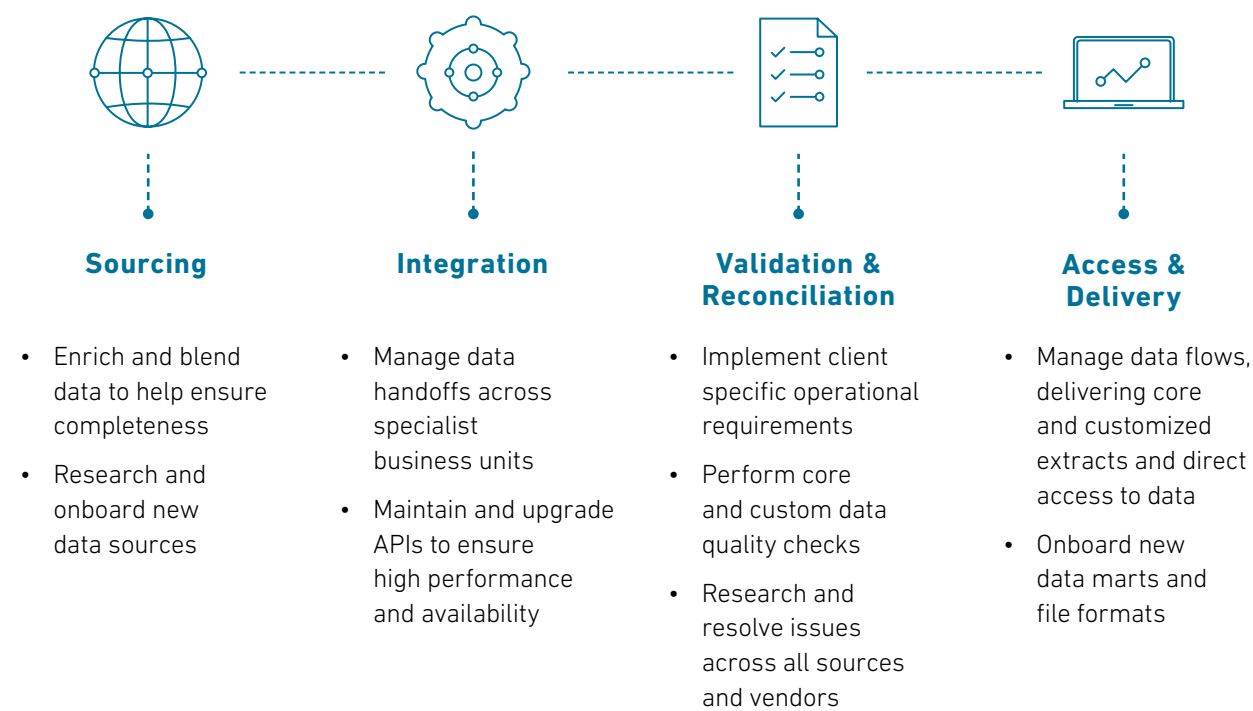 Sourcing
• Enrich and blend
data to help ensure
completeness
• Research and
onboard new
data sources
Integration
• Manage data
handoffs across
specialist
business units
• Maintain and upgrade
APIs to ensure
high performance
and availability
Validation &
Reconciliation
• Implement client
specific operational
requirements
• Perform core
and custom data
quality checks
• Research and
resolve issues
across all sources
and vendors
Access &
Delivery
• Manage data flows,
delivering core
and customized
extracts and direct
access to data
• Onboard new
data marts and
file formats